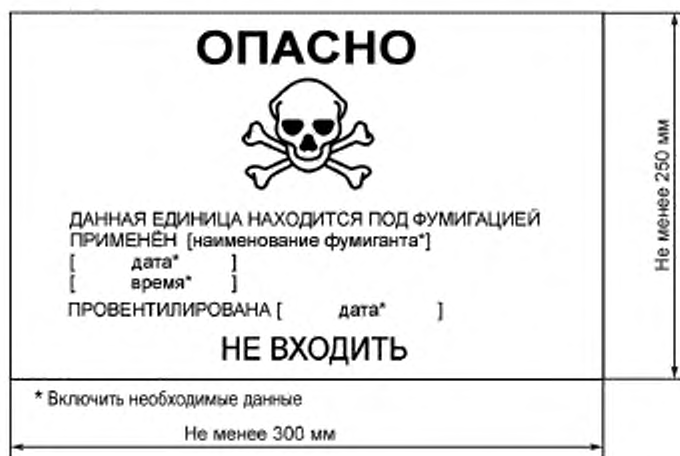 ОПАСНО
ДАННАЯ ЕДИНИЦА НАХОДИТСЯ ПОД ФУМИГАЦИЕЙ
ПРИМЕНЁН [наименование фумиганта*]
[ дата* ]
[ время* ]
ПРОВЕНТИЛИРОВАНА [ дата* ]
НЕ ВХОДИТЬ
* Включить необходимые данные
Не менее 300 мм
Не менее 250 мм